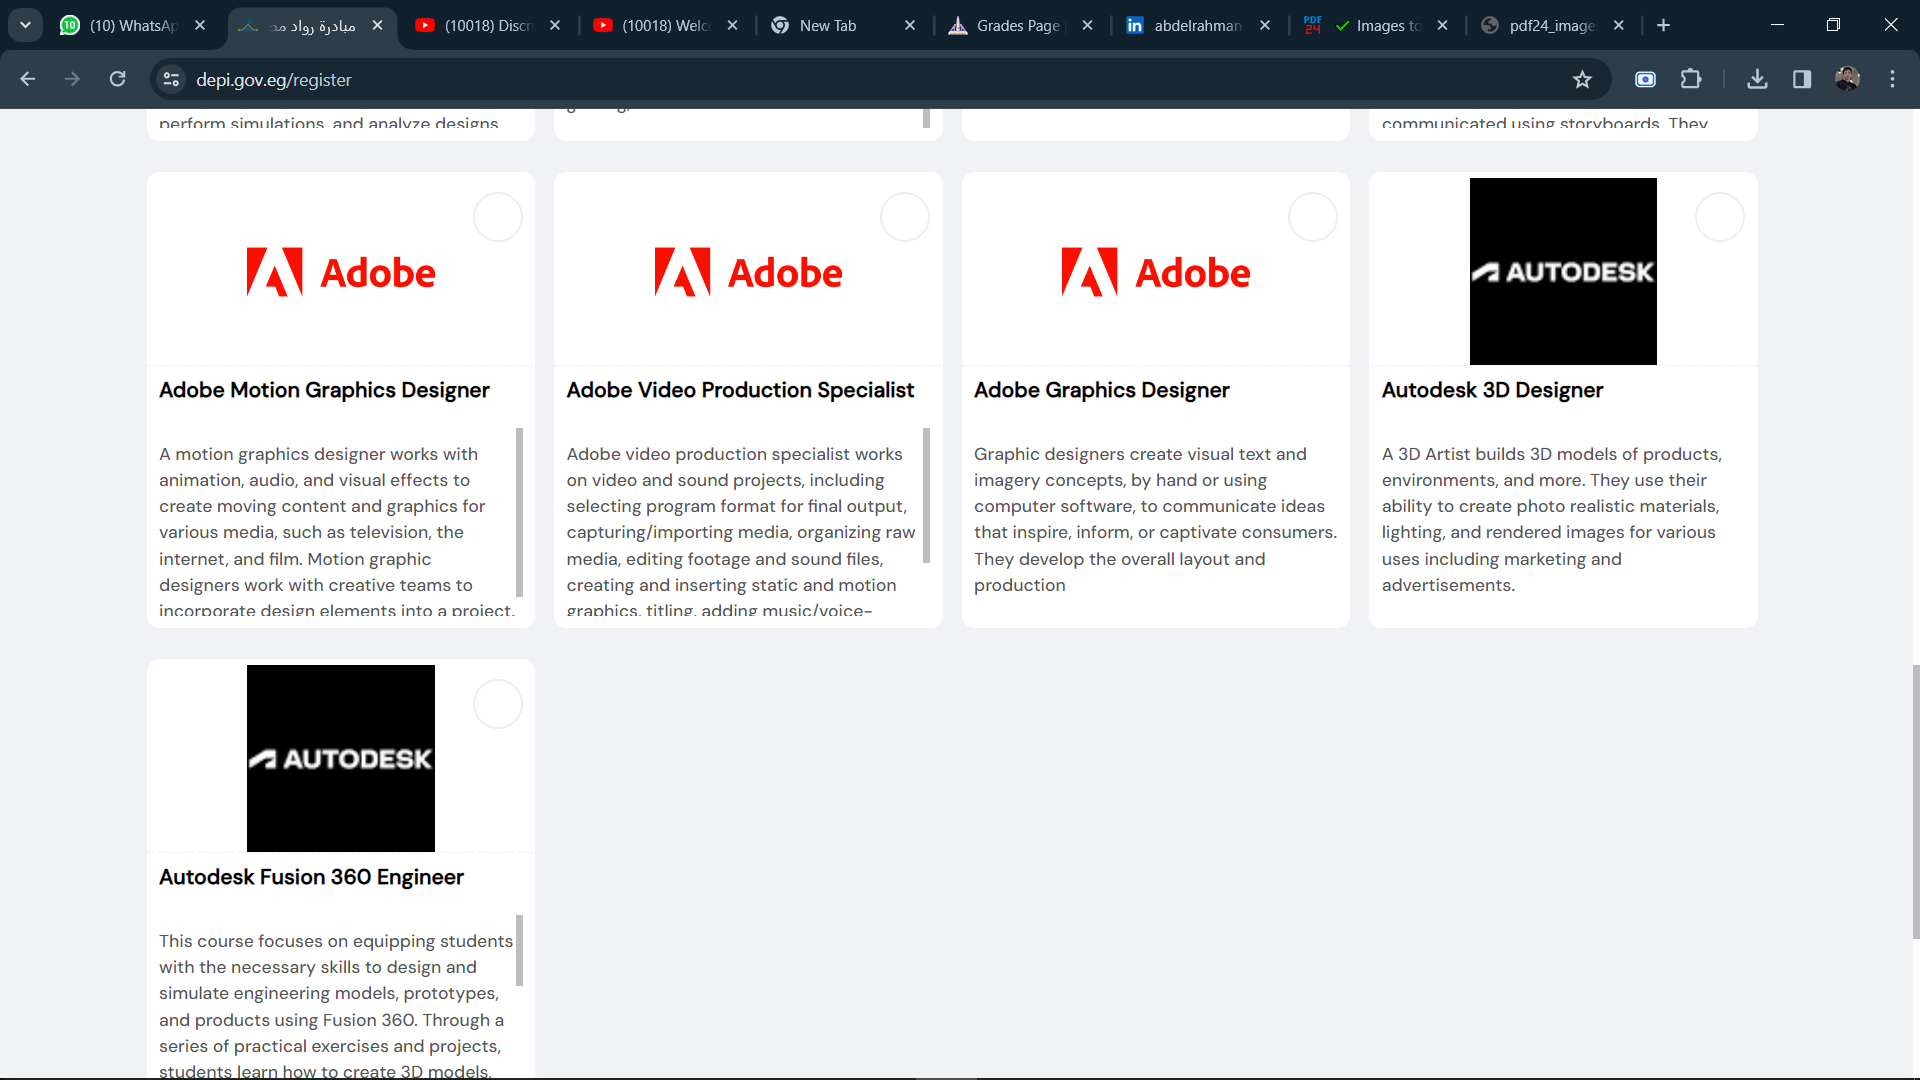 (10) WhatsAp
مبادرة رواد مص
(10018) Discr
(10018) Welc
New Tab
Grades Page
abdelrahman
PDF
24
Images to
pdf24_image
depi.gov.eg/register
perform simulations, and analyze designs
communicated using storyboards. They
Adobe
Adobe
Adobe
AUTODESK
Adobe Motion Graphics Designer
A motion graphics designer works with
animation, audio, and visual effects to
create moving content and graphics for
various media, such as television, the
internet, and film. Motion graphic
designers work with creative teams to
incorporate design elements into a project.
Adobe Video Production Specialist
Adobe video production specialist works
on video and sound projects, including
selecting program format for final output,
capturing/importing media, organizing raw
media, editing footage and sound files,
creating and inserting static and motion
graphics, titling, adding music/voice-
Adobe Graphics Designer
Graphic designers create visual text and
imagery concepts, by hand or using
computer software, to communicate ideas
that inspire, inform, or captivate consumers.
They develop the overall layout and
production
Autodesk 3D Designer
A 3D Artist builds 3D models of products,
environments, and more. They use their
ability to create photo realistic materials,
lighting, and rendered images for various
uses including marketing and
advertisements.
AUTODESK
Autodesk Fusion 360 Engineer
This course focuses on equipping students
with the necessary skills to design and
simulate engineering models, prototypes,
and products using Fusion 360. Through a
series of practical exercises and projects,
students learn how to create 3D models,